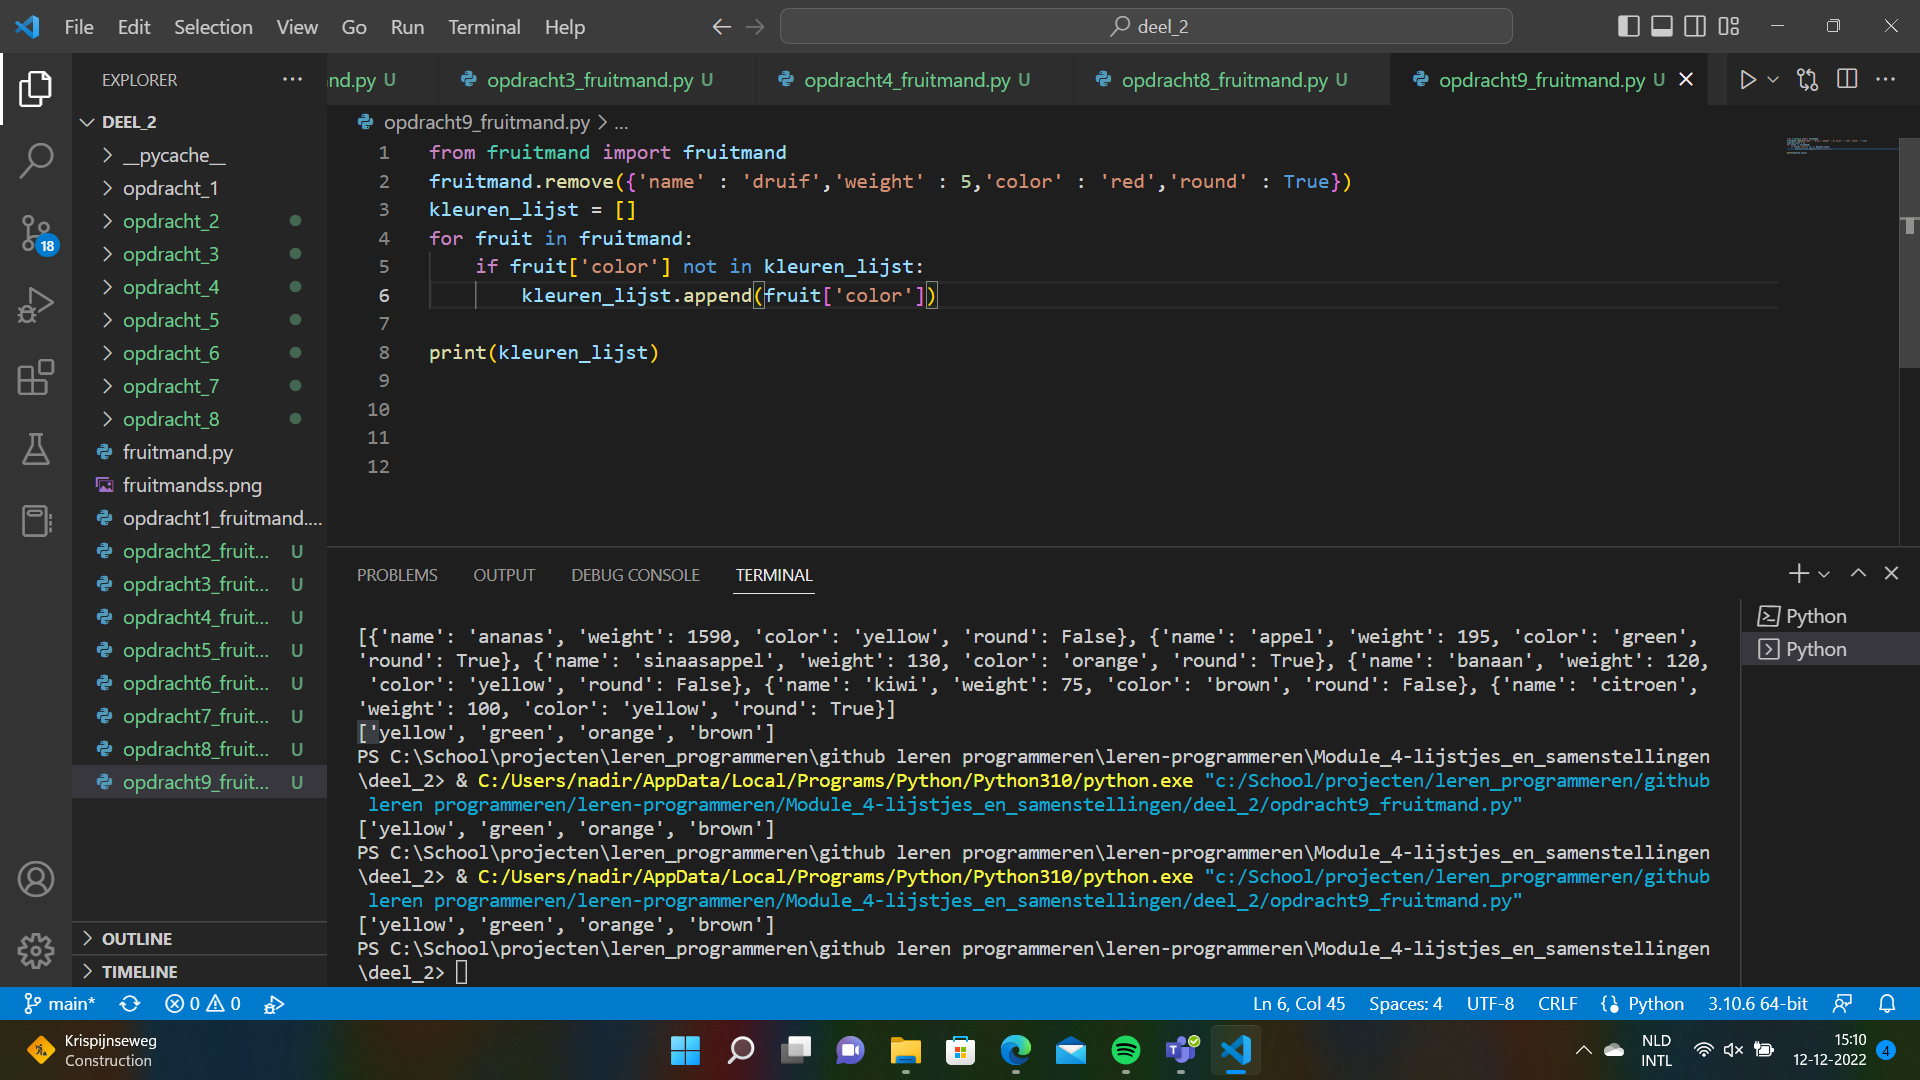 File Edit Selection View Go Run Terminal Help
deel_2
EXPLORER
nd.py U
opdracht3_fruitmand.py U
opdracht4_fruitmand.py U
opdracht8_fruitmand.py U
opdracht9_fruitmand.py U
DEEL_2
__pycache__
opdracht_1
opdracht_2
opdracht_3
opdracht_4
opdracht_5
opdracht_6
opdracht_7
opdracht_8
fruitmand.py
fruitmandss.png
opdracht1_fruitmand....
opdracht2_fruit... U
opdracht3_fruit... U
opdracht4_fruit... U
opdracht5_fruit... U
opdracht6_fruit... U
opdracht7_fruit... U
opdracht8_fruit... U
opdracht9_fruit... U
OUTLINE
TIMELINE
18
opdracht9_fruitmand.py > ...
1 from fruitmand import fruitmand
2 fruitmand.remove({'name' : 'druif','weight' : 5,'color' : 'red','round' : True})
3 kleuren_lijst = []
4 for fruit in fruitmand:
5 if fruit['color'] not in kleuren_lijst:
6 kleuren_lijst.append(fruit['color'])
7
8 print(kleuren_lijst)
9
10
11
12
PROBLEMS OUTPUT DEBUG CONSOLE TERMINAL
[{'name': 'ananas', 'weight': 1590, 'color': 'yellow', 'round': False}, {'name': 'appel', 'weight': 195, 'color': 'green',
'round': True}, {'name': 'sinaasappel', 'weight': 130, 'color': 'orange', 'round': True}, {'name': 'banaan', 'weight': 120,
'color': 'yellow', 'round': False}, {'name': 'kiwi', 'weight': 75, 'color': 'brown', 'round': False}, {'name': 'citroen',
'weight': 100, 'color': 'yellow', 'round': True}]
['yellow', 'green', 'orange', 'brown']
PS C:\School\projecten\leren_programmeren\github leren programmeren\leren-programmeren\Module_4-lijstjes_en_samenstellingen
\deel_2> & C:/Users/nadir/AppData/Local/Programs/Python/Python310/python.exe "c:/School/projecten/leren_programmeren/github
leren programmeren/leren-programmeren/Module_4-lijstjes_en_samenstellingen/deel_2/opdracht9_fruitmand.py"
['yellow', 'green', 'orange', 'brown']
PS C:\School\projecten\leren_programmeren\github leren programmeren\leren-programmeren\Module_4-lijstjes_en_samenstellingen
\deel_2> & C:/Users/nadir/AppData/Local/Programs/Python/Python310/python.exe "c:/School/projecten/leren_programmeren/github
leren programmeren/leren-programmeren/Module_4-lijstjes_en_samenstellingen/deel_2/opdracht9_fruitmand.py"
['yellow', 'green', 'orange', 'brown']
PS C:\School\projecten\leren_programmeren\github leren programmeren\leren-programmeren\Module_4-lijstjes_en_samenstellingen
\deel_2>
Python
Python
main* 0 0
Ln 6, Col 45 Spaces: 4 UTF-8 CRLF Python 3.10.6 64-bit
Krispijnseweg
Construction
NLD
INTL
15:10
12-12-2022
4